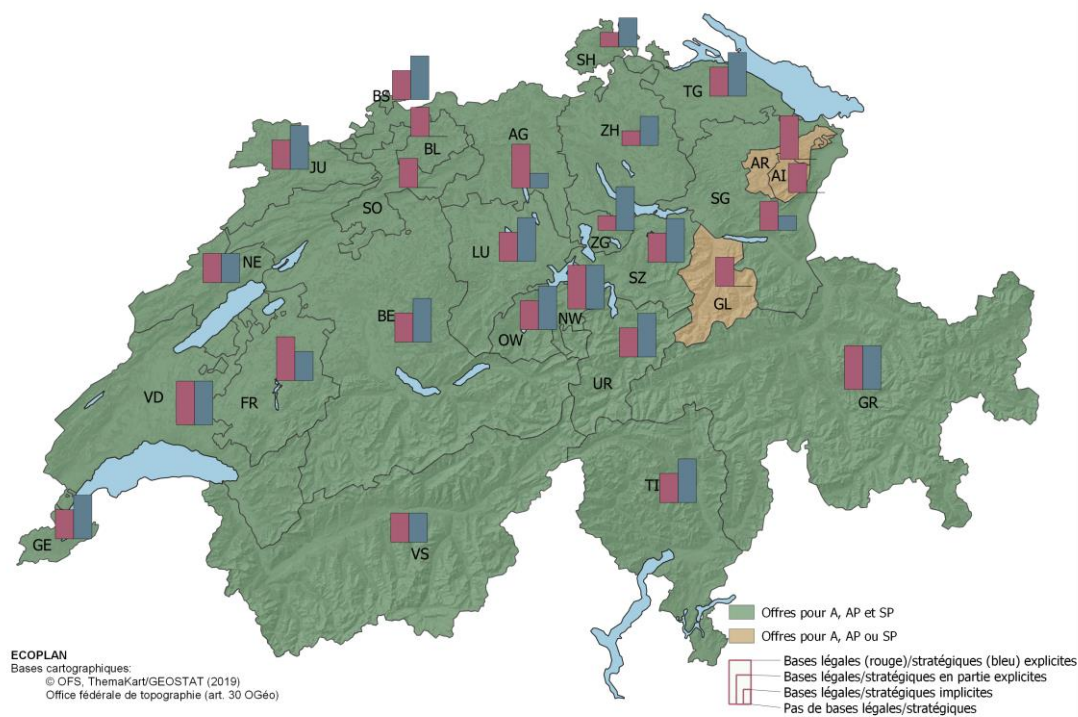 SH
BS
TG
BL
AG
ZH
JU
AR
AI
SO
SG
LU
ZG
NE
SZ
GL
BE
OW
NW
UR
VD
FR
GR
TI
GE
VS
Offres pour A, AP et SP
Offres pour A, AP ou SP
Bases légales (rouge)/stratégiques (bleu) explicites
Bases légales/stratégiques en partie explicites
Bases légales/stratégiques implicites
Pas de bases légales/stratégiques
ECOPLAN
Bases cartographiques:
© OFS, ThemaKart/GEOSTAT (2019)
Office fédérale de topographie (art. 30 OGéo)